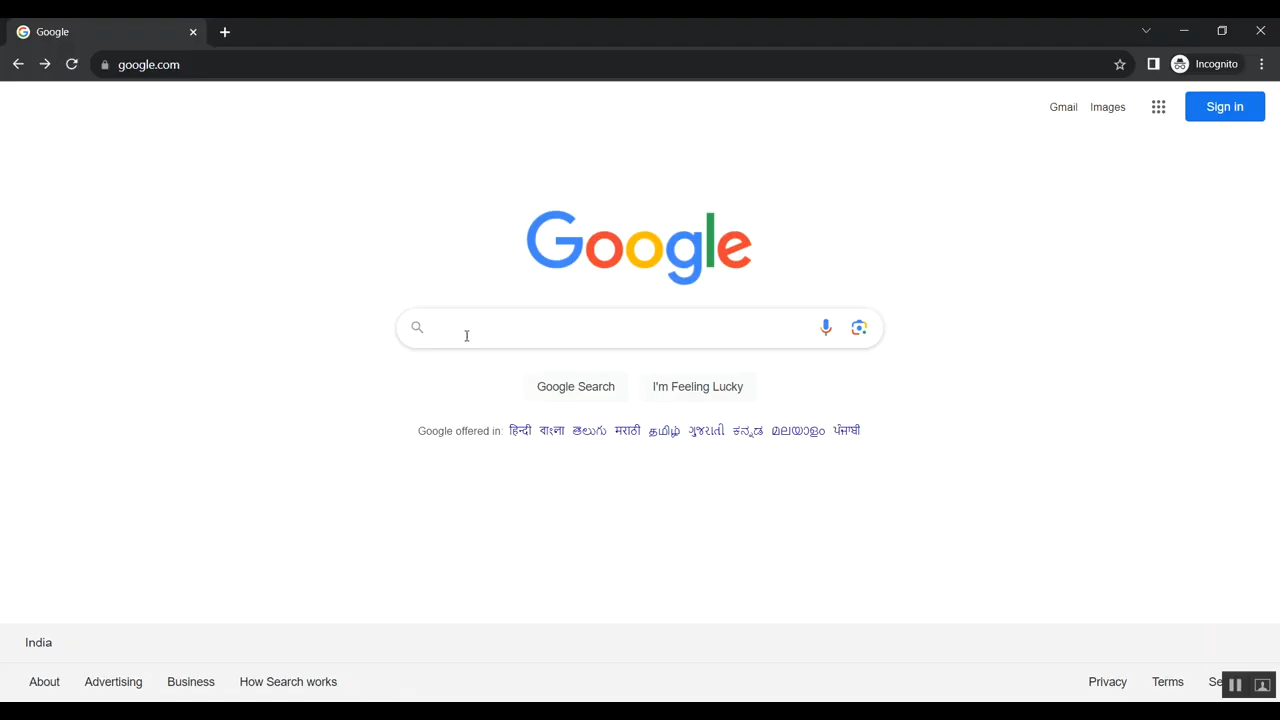 Google
google.com
Incognito
Gmail Images Sign in
Google
Google Search I'm Feeling Lucky
Google offered in: हिन्दी বাংলা తెలుగు मराठी தமிழ் ગુજરાતી ಕನ್ನಡ മലയാളം ਪੰਜਾਬੀ
India
About Advertising Business How Search works Privacy Terms